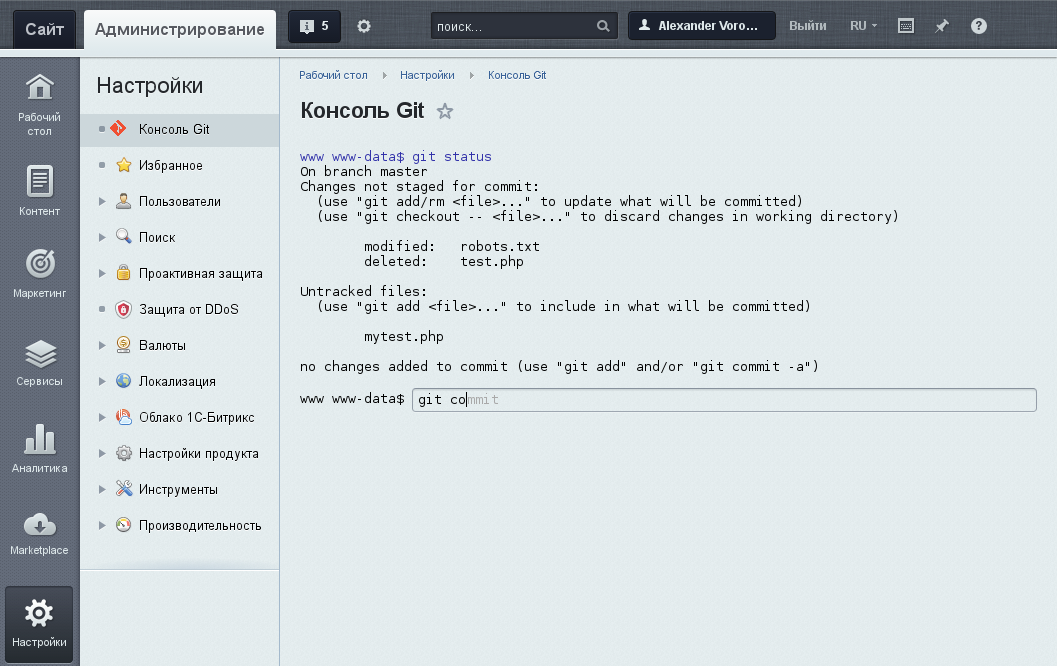 Сайт
Администрирование
5
поиск...
Alexander Voro...
Выйти
RU
?
Рабочий стол
Контент
Маркетинг
Сервисы
Аналитика
Marketplace
Настройки
Настройки
Консоль Git
Избранное
Пользователи
Поиск
Проактивная защита
Защита от DDoS
Валюты
Локализация
Облако 1С-Битрикс
Настройки продукта
Инструменты
Производительность
Рабочий стол
Настройки
Консоль Git
Консоль Git
www www-data$ git status
On branch master
Changes not staged for commit:
(use "git add/rm <file>..." to update what will be committed)
(use "git checkout -- <file>..." to discard changes in working directory)
modified: robots.txt
deleted: test.php
Untracked files:
(use "git add <file>..." to include in what will be committed)
mytest.php
no changes added to commit (use "git add" and/or "git commit -a")
www www-data$ git commit